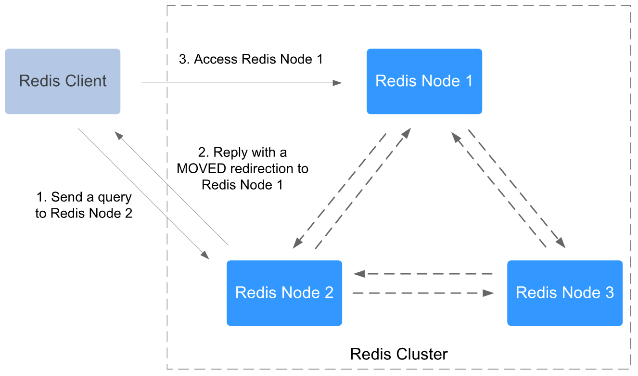 3. Access Redis Node 1
Redis Client
Redis Node 1
2. Reply with a
MOVED redirection to
Redis Node 1
1. Send a query
to Redis Node 2
Redis Node 2
Redis Node 3
Redis Cluster